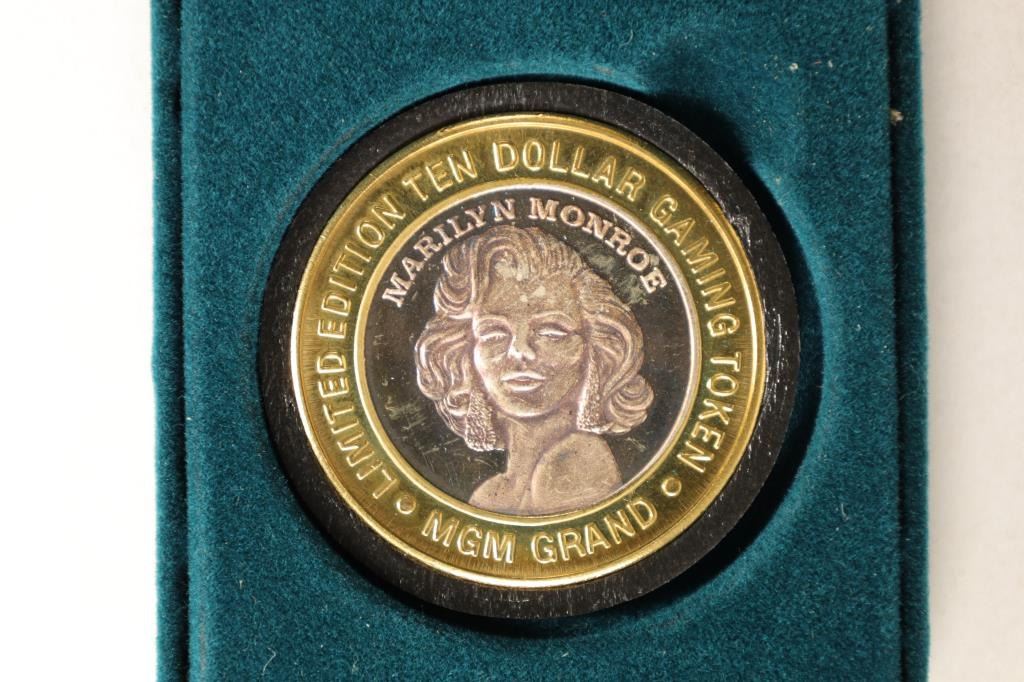 LIMITED EDITION TEN DOLLAR GAMING TOKEN
MARILYN MONROE
• MGM GRAND •